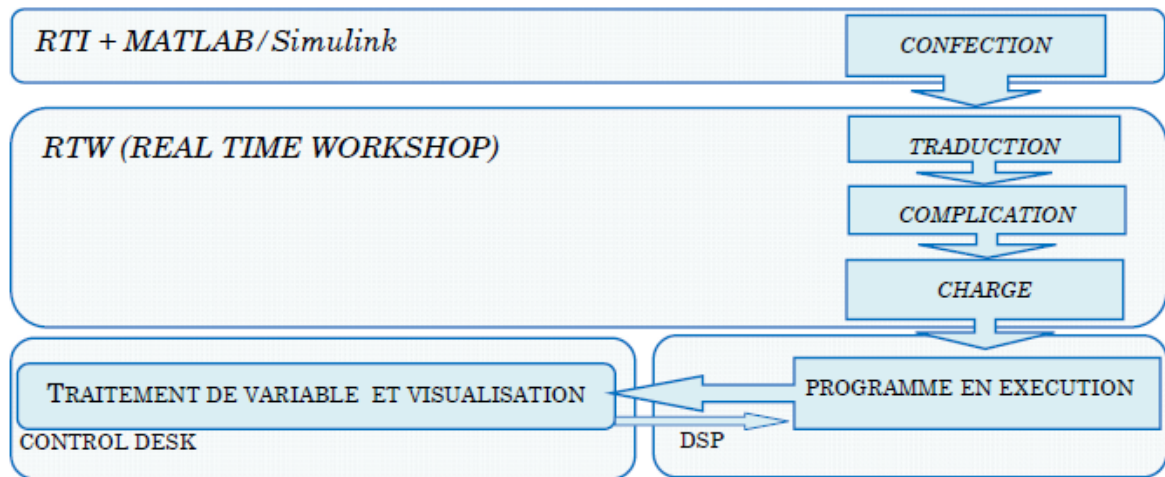 RTI + MATLAB/Simulink
CONFECTION
RTW (REAL TIME WORKSHOP)
TRADUCTION
COMPLICATION
CHARGE
TRAITEMENT DE VARIABLE ET VISUALISATION
PROGRAMME EN EXECUTION
CONTROL DESK
DSP